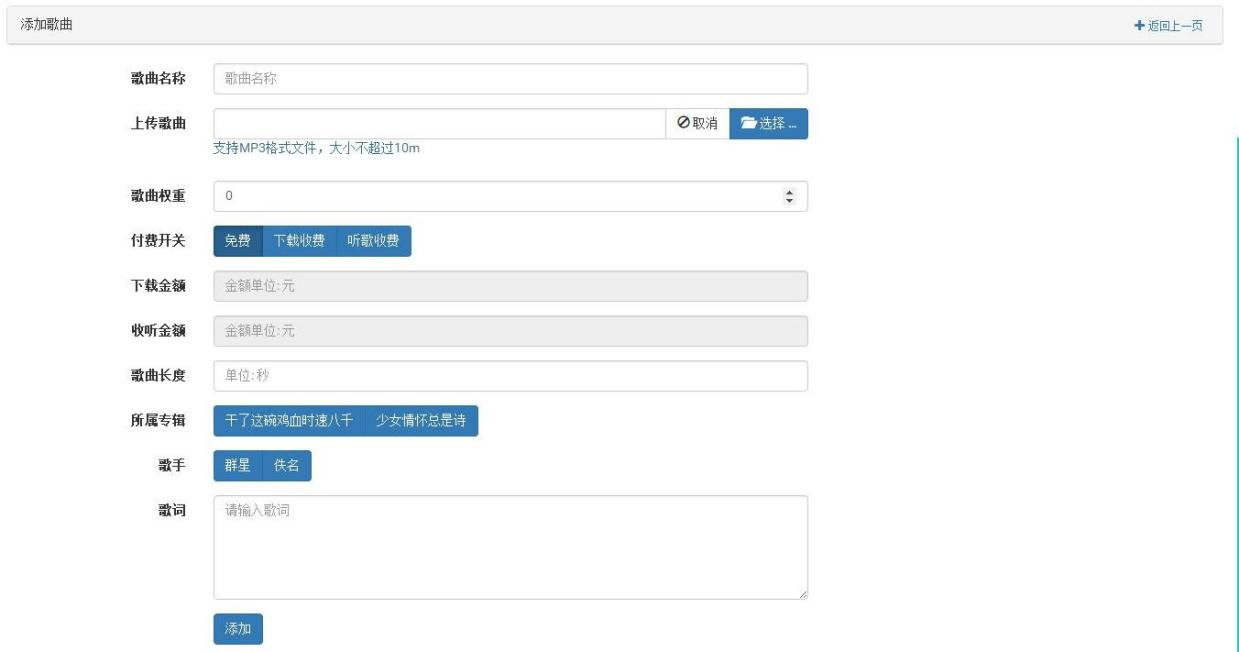 添加歌曲 返回上一页
歌曲名称 歌曲名称
上传歌曲 取消 选择 ...
支持MP3格式文件，大小不超过10m
歌曲权重 0
付费开关 免费 下载收费 听歌收费
下载金额 金额单位:元
收听金额 金额单位:元
歌曲长度 单位:秒
所属专辑 干了这碗鸡血时速八千 少女情怀总是诗
歌手 群星 佚名
歌词 请输入歌词
添加